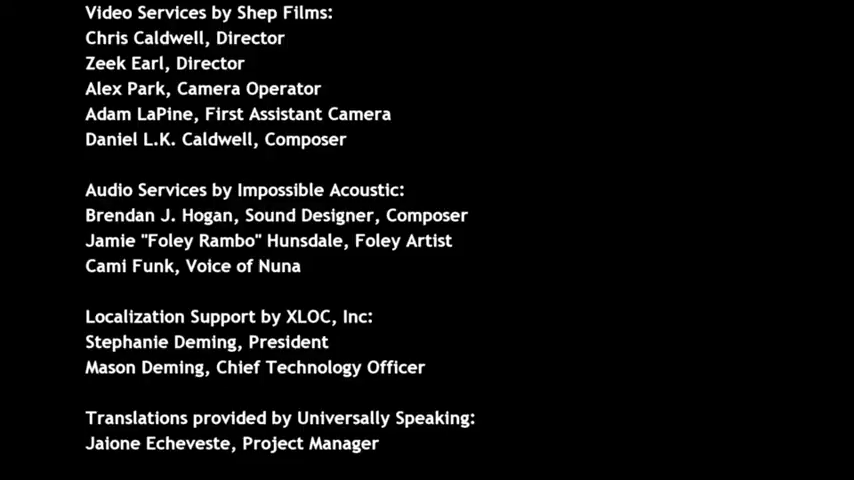 Video Services by Shep Films:
Chris Caldwell, Director
Zeek Earl, Director
Alex Park, Camera Operator
Adam LaPine, First Assistant Camera
Daniel L.K. Caldwell, Composer
Audio Services by Impossible Acoustic:
Brendan J. Hogan, Sound Designer, Composer
Jamie "Foley Rambo" Hunsdale, Foley Artist
Cami Funk, Voice of Nuna
Localization Support by XLOC, Inc:
Stephanie Deming, President
Mason Deming, Chief Technology Officer
Translations provided by Universally Speaking:
Jaione Echeveste, Project Manager